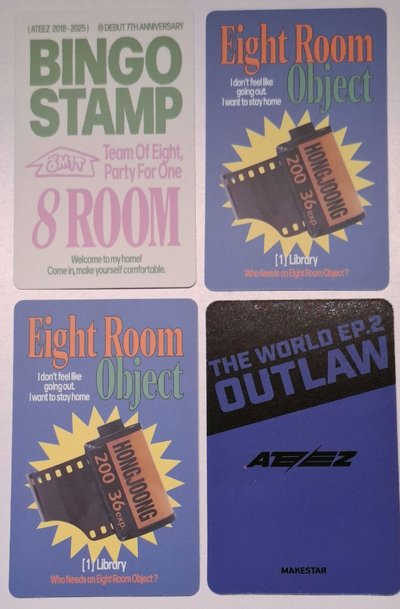 ( ATEEZ 2018 - 2025 ) @ DEBUT 7TH ANNIVERSARY
BINGO
STAMP
8MTT
Team Of Eight,
Party For One
8 ROOM
Welcome to my home!
Come in, make yourself comfortable.
Eight Room
Object
I don't feel like
going out.
I want to stay home
HONGJOONG
200 36exp.
[1] Library
Who Needs an Eight Room Object ?
Eight Room
Object
I don't feel like
going out.
I want to stay home
HONGJOONG
200 36exp.
[1] Library
Who Needs an Eight Room Object ?
THE WORLD EP.2
OUTLAW
ATEEZ
MAKESTAR